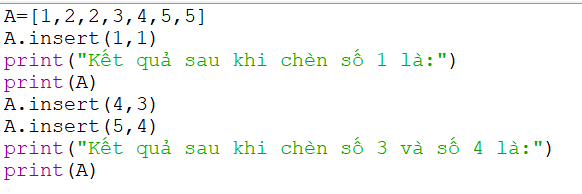 A=[1,2,2,3,4,5,5]
A.insert(1,1)
print("Kết quả sau khi chèn số 1 là:")
print(A)
A.insert(4,3)
A.insert(5,4)
print("Kết quả sau khi chèn số 3 và số 4 là:")
print(A)